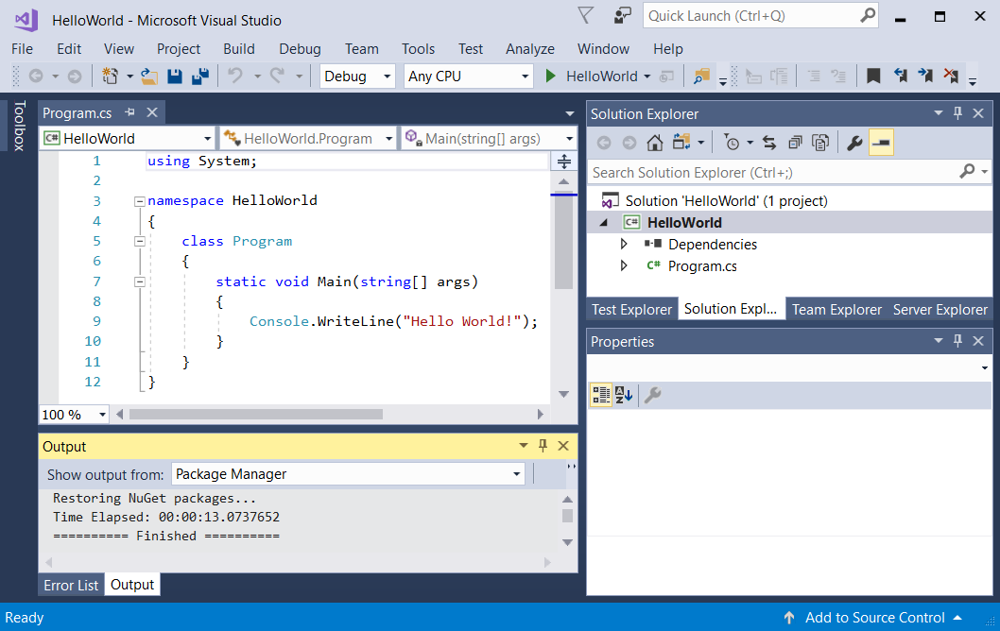 HelloWorld - Microsoft Visual Studio
Quick Launch (Ctrl+Q)
File Edit View Project Build Debug Team Tools Test Analyze Window Help
Debug Any CPU HelloWorld
Toolbox
Program.cs
C# HelloWorld HelloWorld.Program Main(string[] args)
1 using System;
2
3 namespace HelloWorld
4 {
5 class Program
6 {
7 static void Main(string[] args)
8 {
9 Console.WriteLine("Hello World!");
10 }
11 }
12 }
100 %
Output
Show output from: Package Manager
Restoring NuGet packages...
Time Elapsed: 00:00:13.0737652
========== Finished ==========
Error List Output
Solution Explorer
Search Solution Explorer (Ctrl+;)
Solution 'HelloWorld' (1 project)
C# HelloWorld
Dependencies
C# Program.cs
Test Explorer Solution Expl... Team Explorer Server Explorer
Properties
AZ
Ready
Add to Source Control